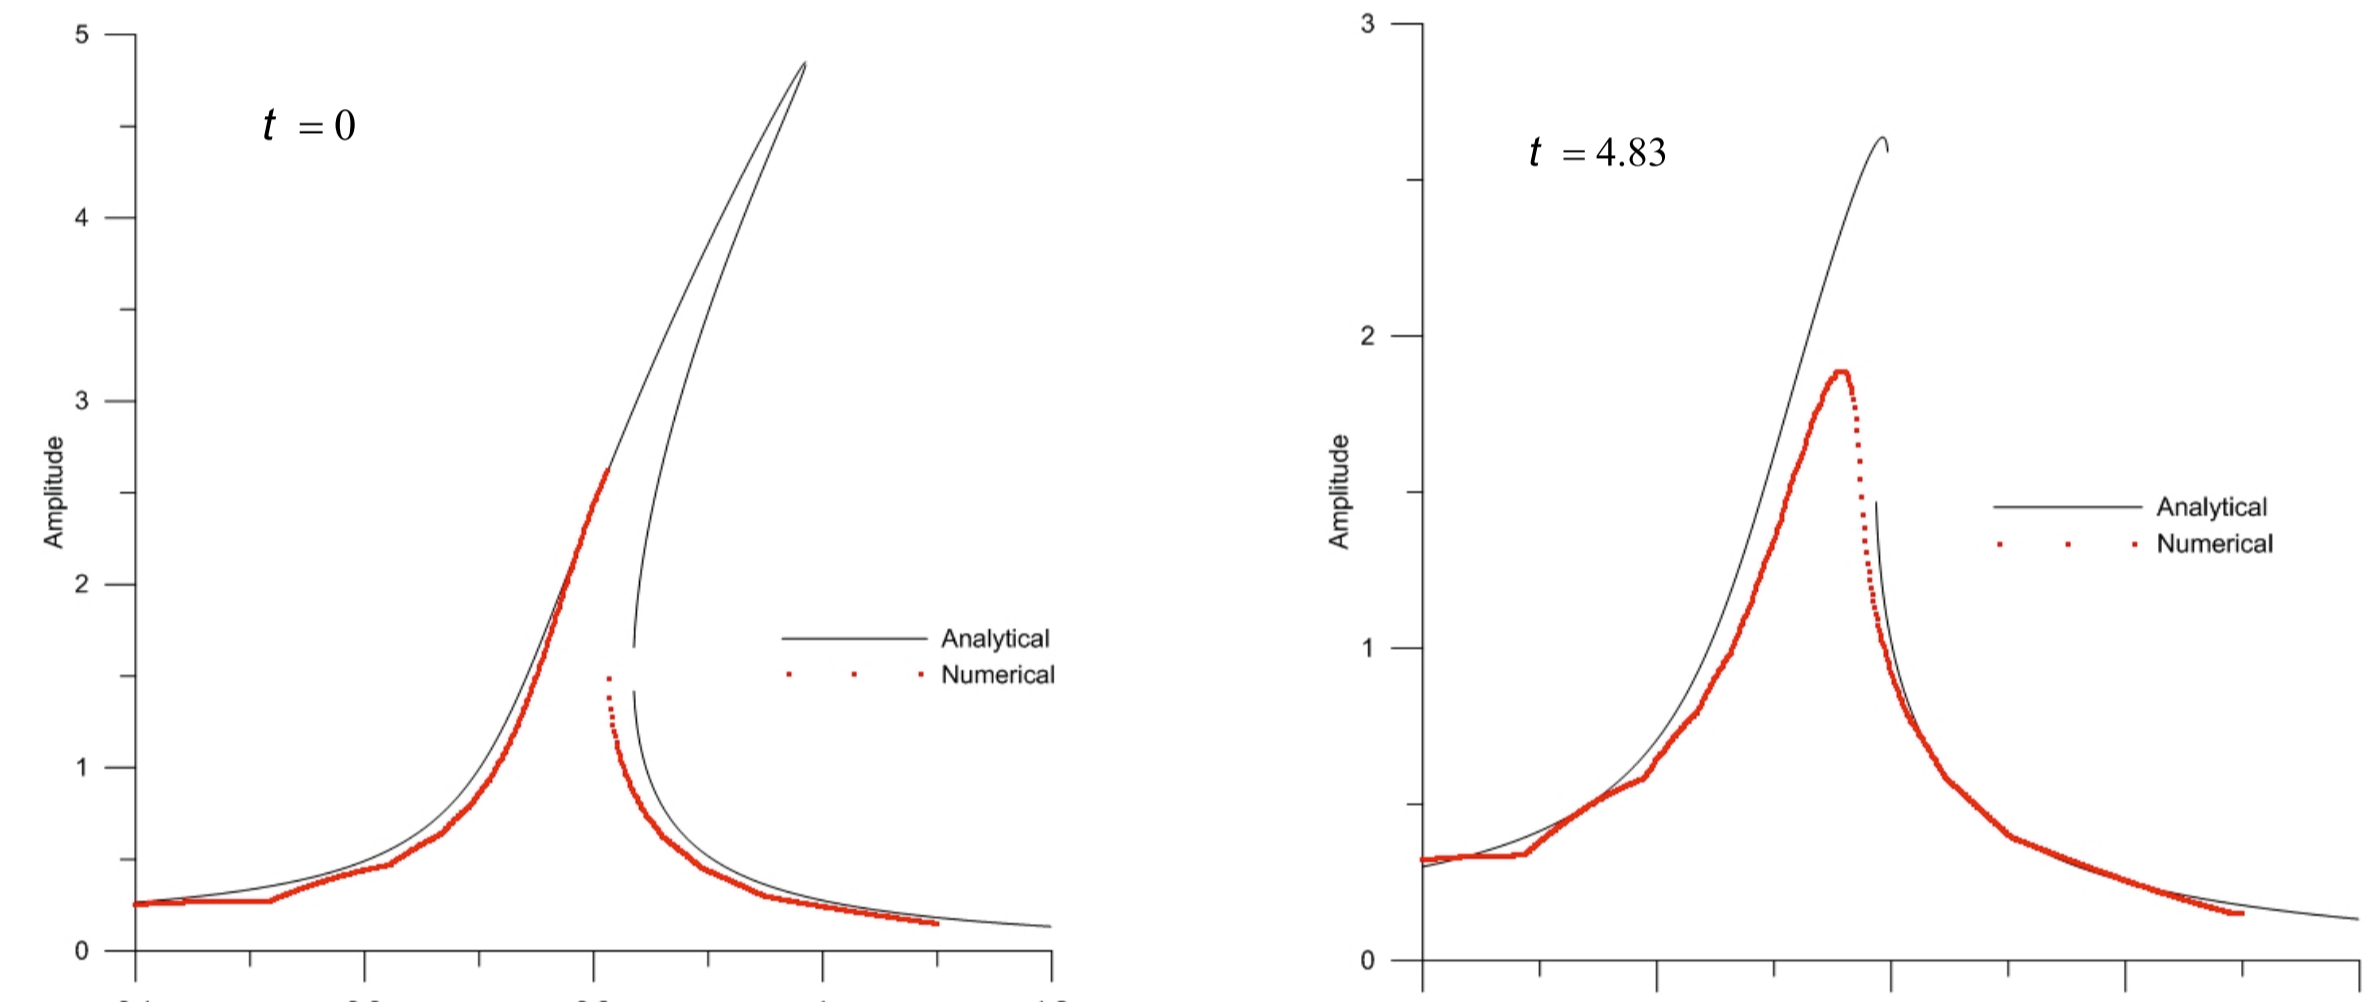 5
t = 0
4
3
Amplitude
2
Analytical
Numerical
1
0
3
t = 4.83
2
Amplitude
Analytical
Numerical
1
0